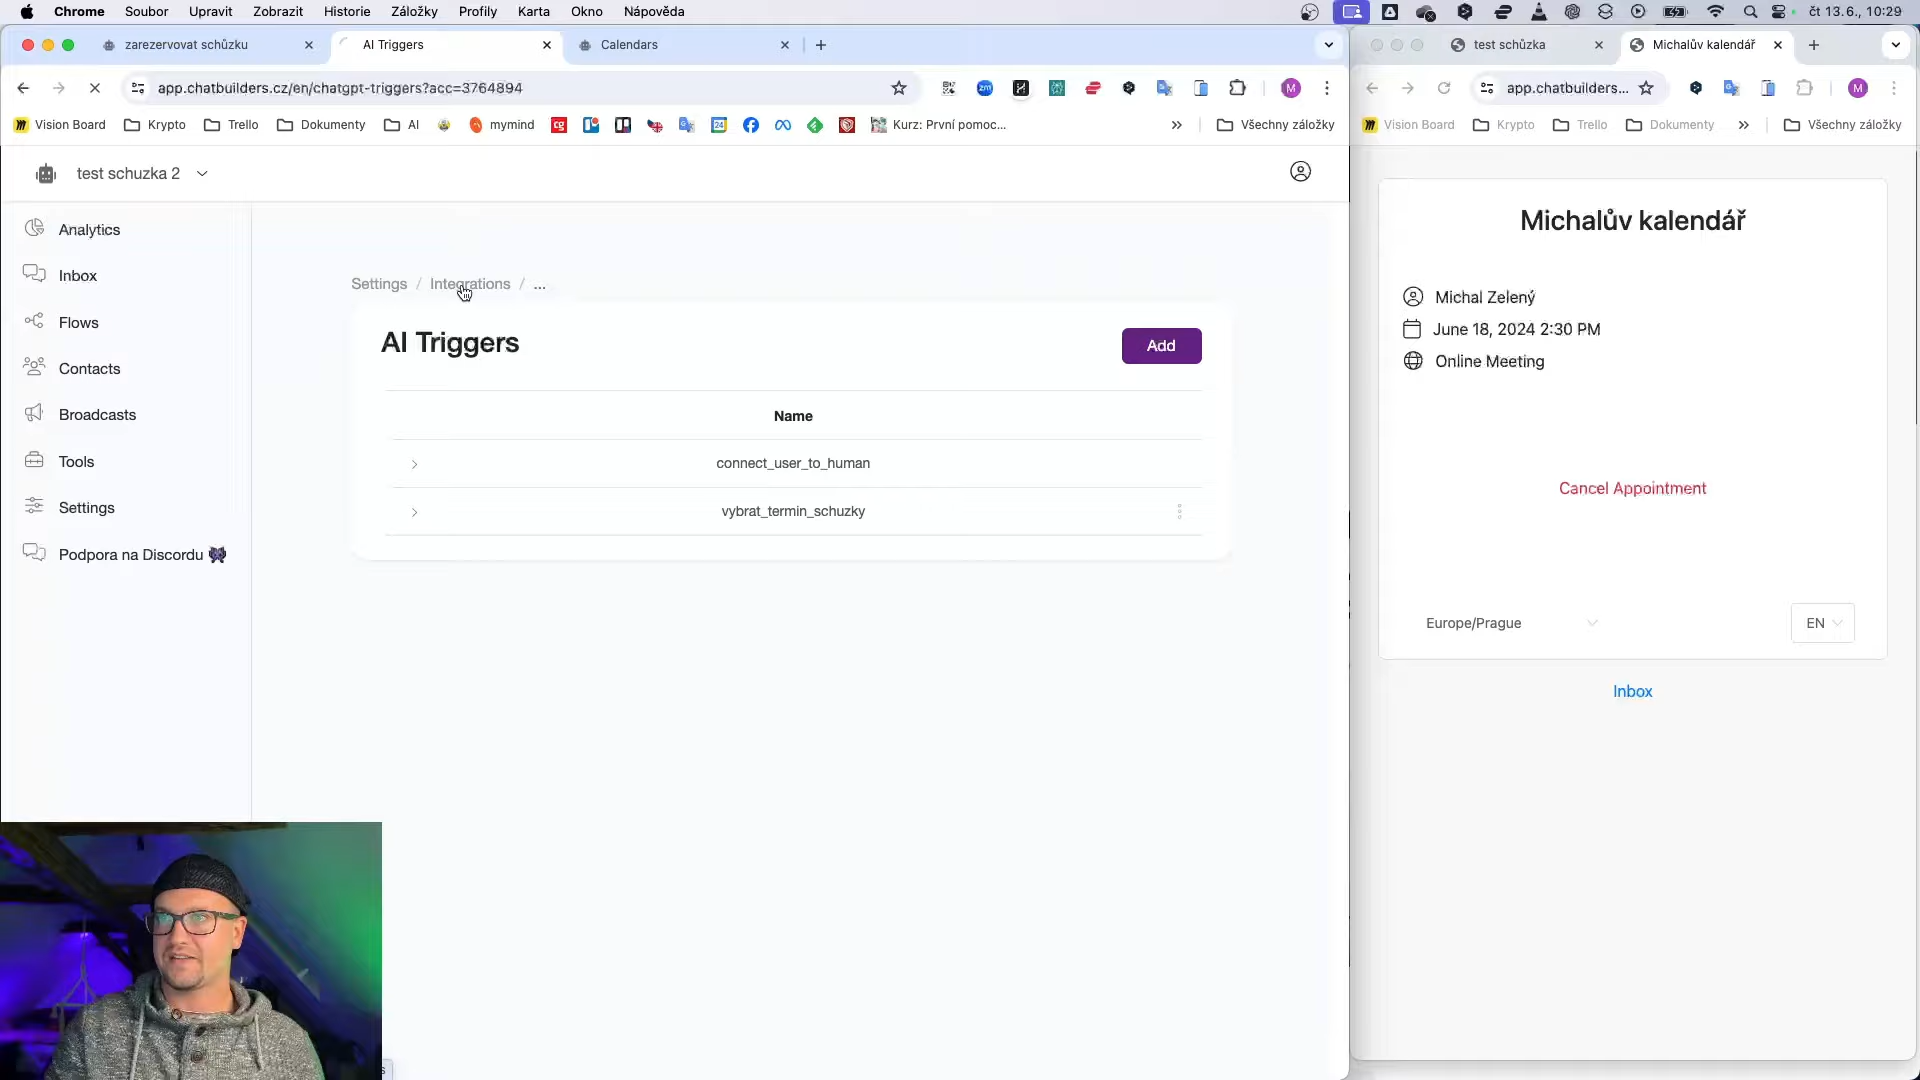 Chrome Soubor Upravit Zobrazit Historie Záložky Profily Karta Okno Nápověda čt 13.6., 10:29
zarezervovat schůzku AI Triggers Calendars
test schůzka Michalův kalendář
app.chatbuilders.cz/en/chatgpt-triggers?acc=3764894
app.chatbuilders...
Vision Board Krypto Trello Dokumenty AI mymind Kurz: První pomoc... » Všechny záložky
Vision Board Krypto Trello Dokumenty » Všechny záložky
test schuzka 2
Analytics
Inbox
Flows
Contacts
Broadcasts
Tools
Settings
Podpora na Discordu
Settings / Integrations / ...
AI Triggers
Add
Name
connect_user_to_human
vybrat_termin_schuzky
Michalův kalendář
Michal Zelený
June 18, 2024 2:30 PM
Online Meeting
Cancel Appointment
Europe/Prague EN
Inbox